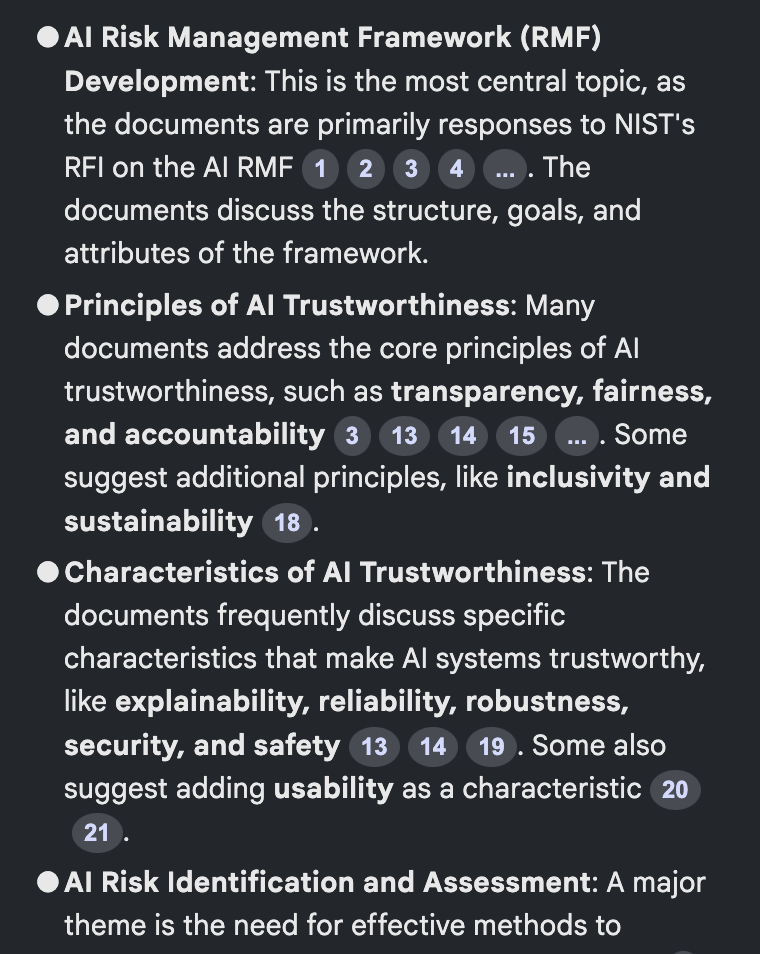 ● AI Risk Management Framework (RMF)
Development: This is the most central topic, as
the documents are primarily responses to NIST's
RFI on the AI RMF 1 2 3 4 ... . The
documents discuss the structure, goals, and
attributes of the framework.
● Principles of AI Trustworthiness: Many
documents address the core principles of AI
trustworthiness, such as transparency, fairness,
and accountability 3 13 14 15 ... . Some
suggest additional principles, like inclusivity and
sustainability 18 .
● Characteristics of AI Trustworthiness: The
documents frequently discuss specific
characteristics that make AI systems trustworthy,
like explainability, reliability, robustness,
security, and safety 13 14 19 . Some also
suggest adding usability as a characteristic 20
21 .
● AI Risk Identification and Assessment: A major
theme is the need for effective methods to